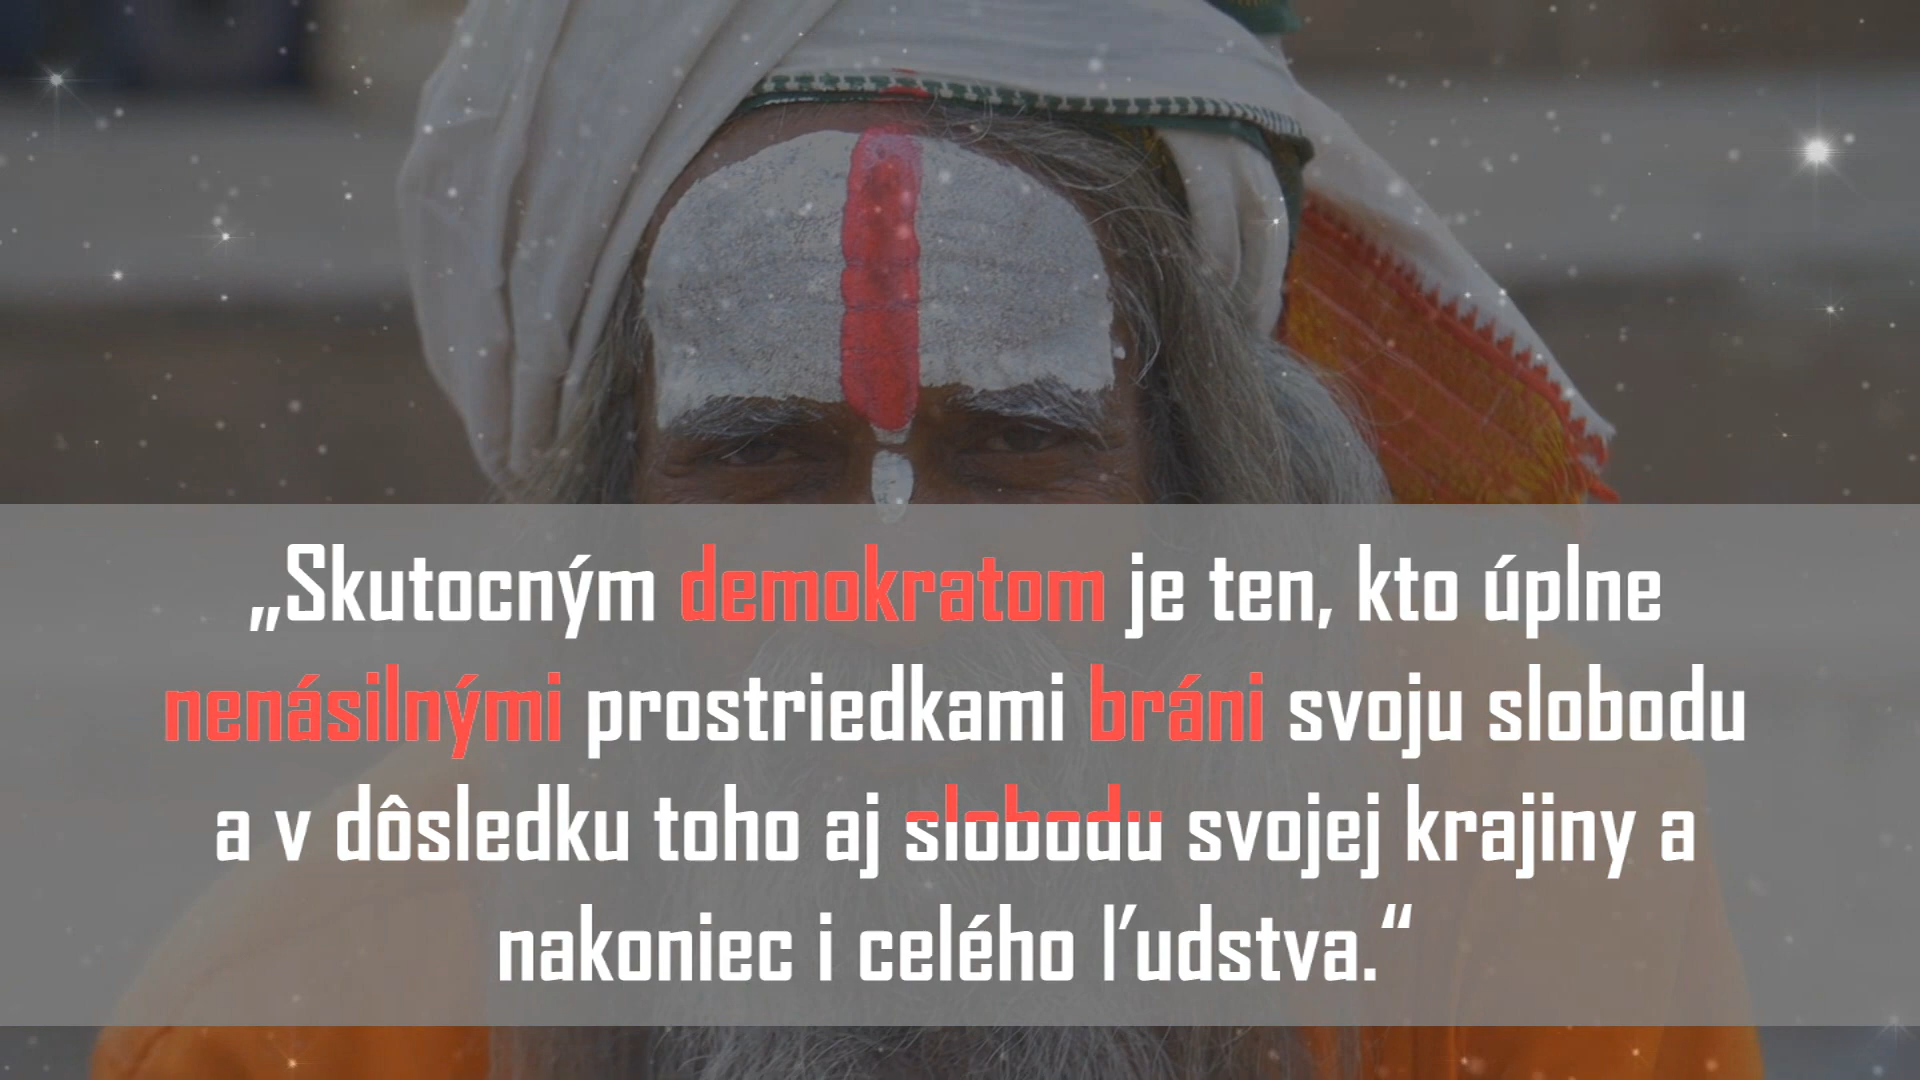 „Skutocným demokratom je ten, kto úplne
nenásilnými prostriedkami bráni svoju slobodu
a v dôsledku toho aj slobodu svojej krajiny a
nakoniec i celého ľudstva.“